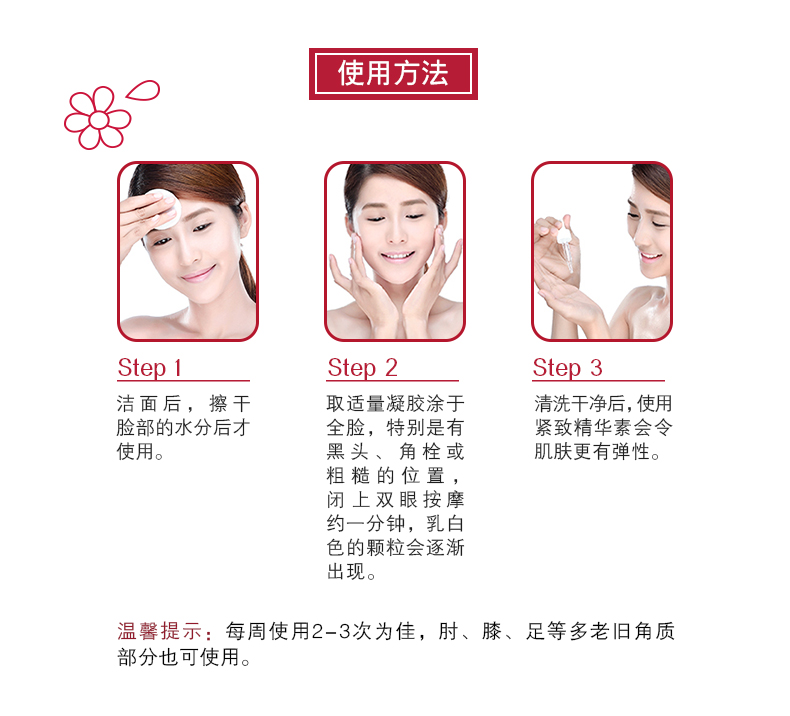 使用方法
Step 1
洁面后，擦干
脸部的水分后才
使用。
Step 2
取适量凝胶涂于
全脸，特别是有
黑头、角栓或
粗糙的位置，
闭上双眼按摩
约一分钟，乳白
色的颗粒会逐渐
出现。
Step 3
清洗干净后，使用
紧致精华素会令
肌肤更有弹性。
温馨提示：每周使用2-3次为佳，肘、膝、足等多老旧角质
部分也可使用。